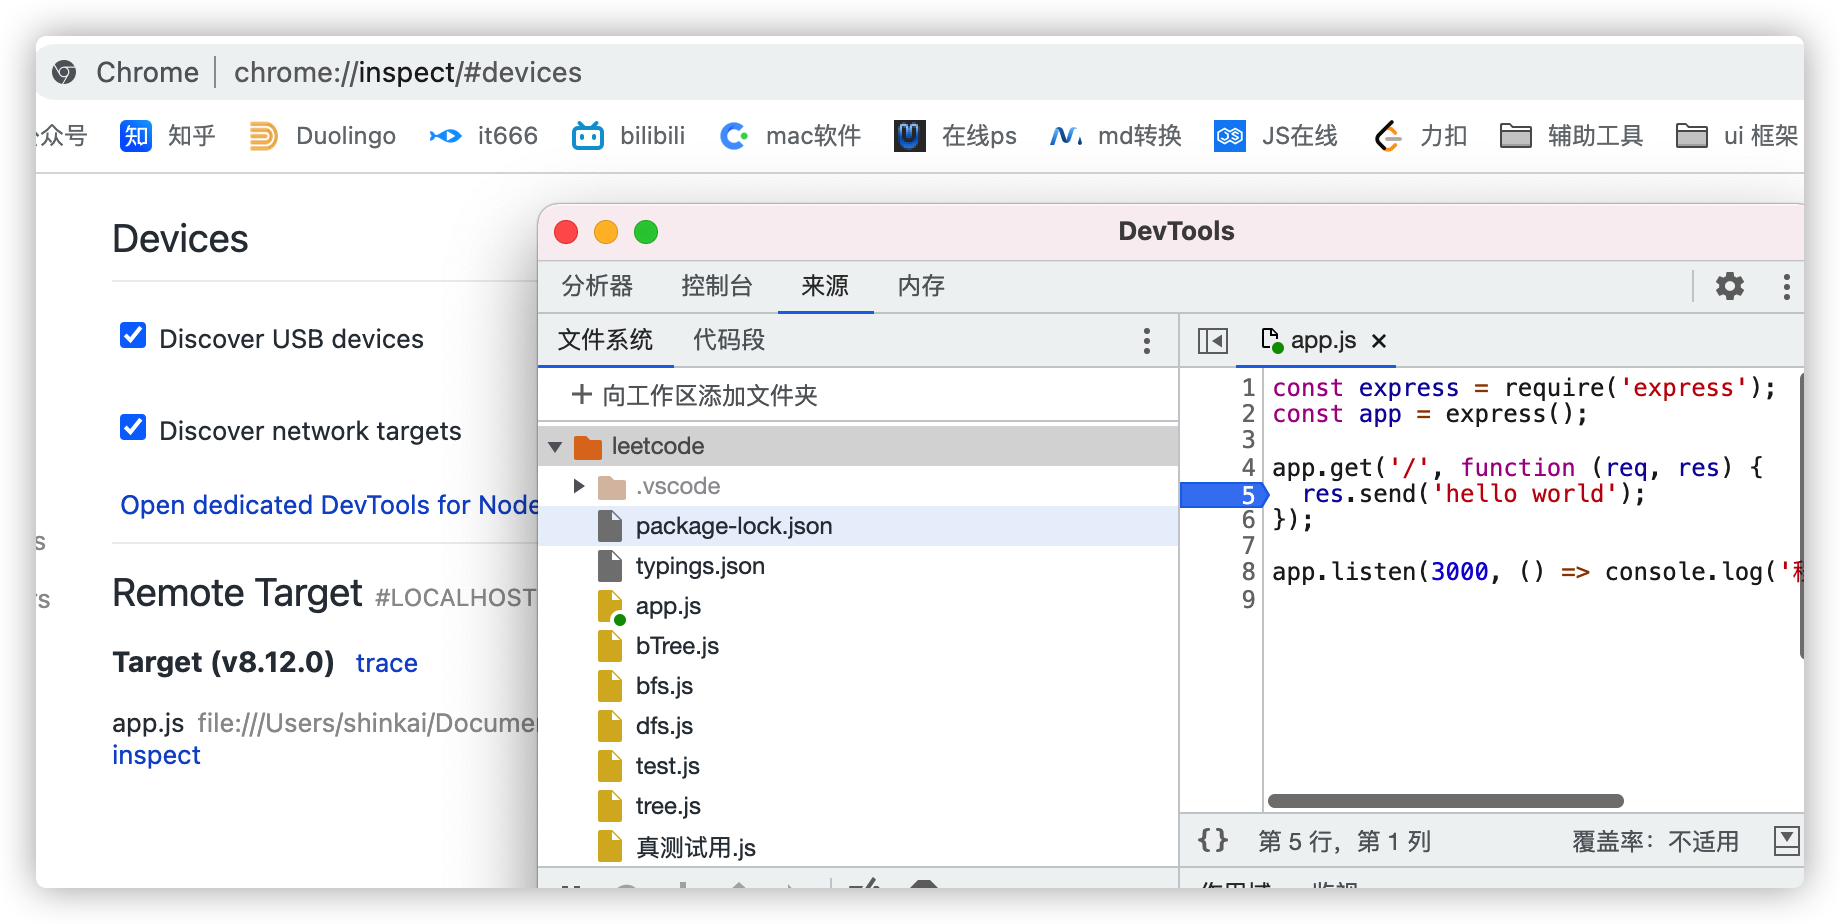 Chrome | chrome://inspect/#devices
众号 知乎 Duolingo it666 bilibili mac软件 在线ps md转换 JS在线 力扣 辅助工具 ui 框架
Devices
Discover USB devices
Discover network targets
Open dedicated DevTools for Node
Remote Target #LOCALHOST
Target (v8.12.0) trace
app.js file:///Users/shinkai/Documen
inspect
s
rs
DevTools
分析器 控制台 来源 内存
文件系统 代码段
+ 向工作区添加文件夹
leetcode
.vscode
package-lock.json
typings.json
app.js
bTree.js
bfs.js
dfs.js
test.js
tree.js
真测试用.js
app.js ×
1 const express = require('express');
2 const app = express();
3
4 app.get('/', function (req, res) {
5 res.send('hello world');
6 });
7
8 app.listen(3000, () => console.log('
9
{} 第 5 行，第 1 列 覆盖率：不适用
作用域 监视